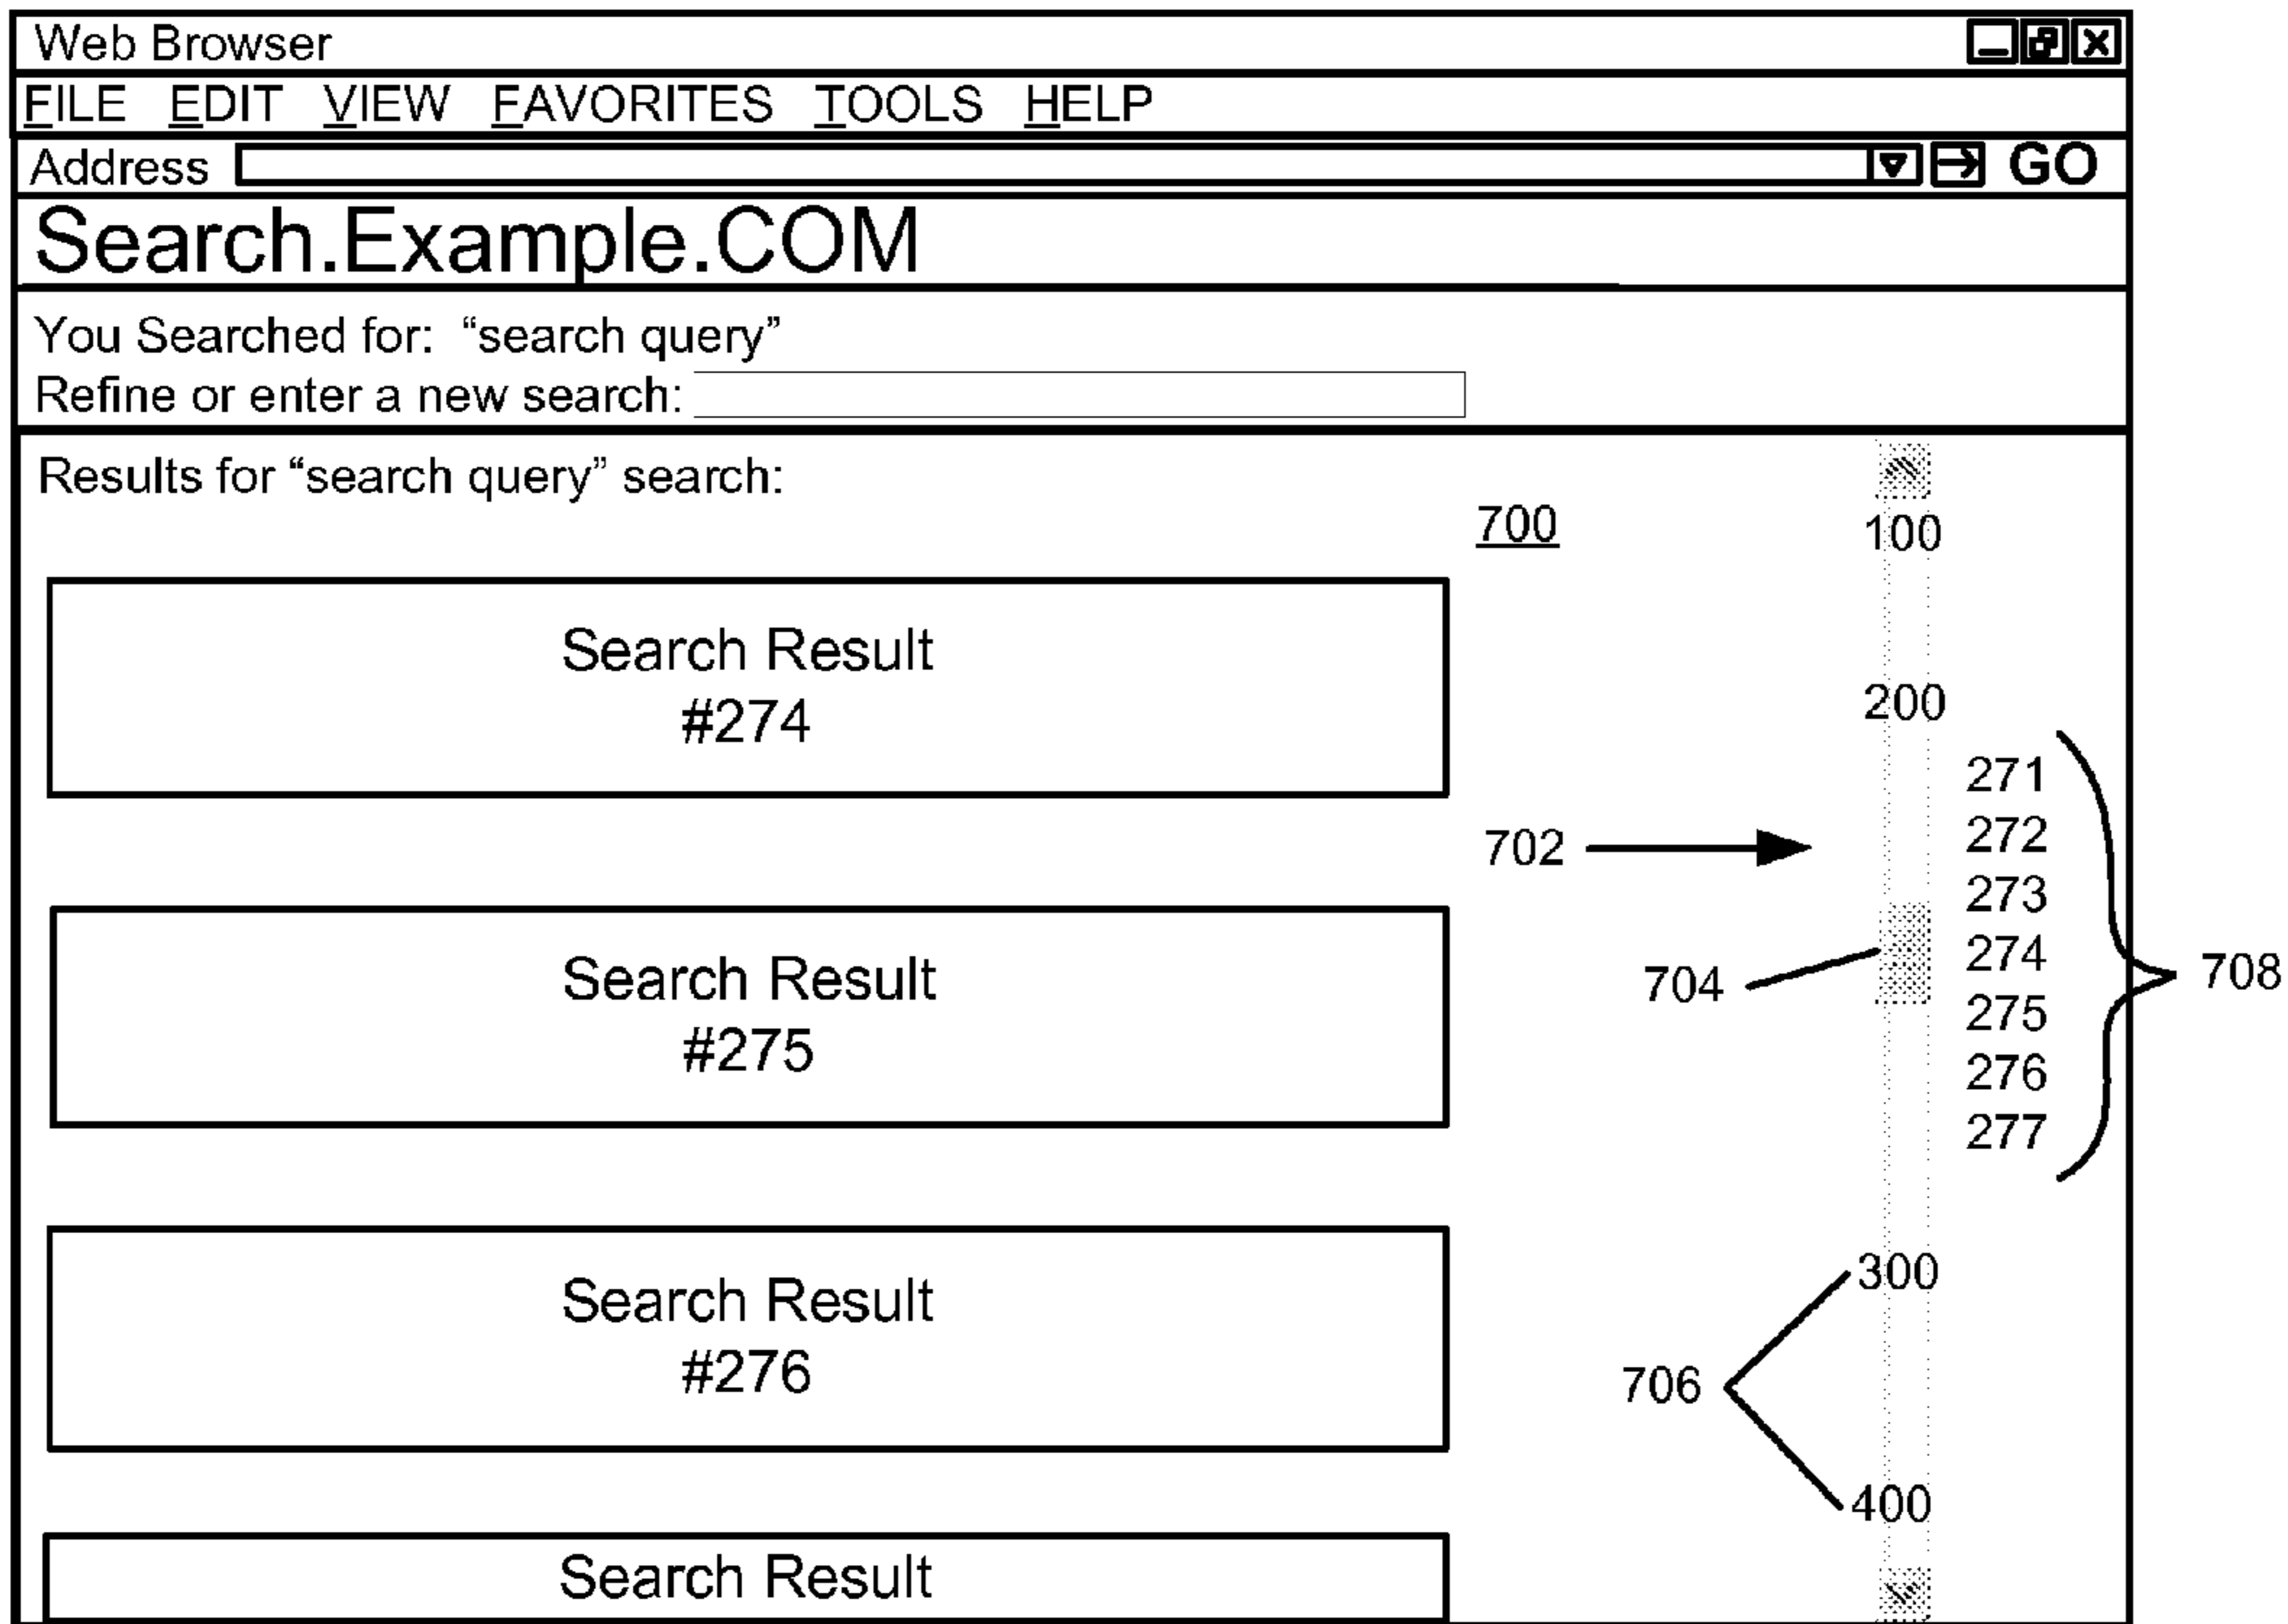 Web Browser
FILE EDIT VIEW FAVORITES TOOLS HELP
Address GO
Search.Example.COM
You Searched for: “search query”
Refine or enter a new search:
Results for “search query” search:
700
100
Search Result
#274
200
271
702
272
273
Search Result
#275
704
274
708
275
276
277
Search Result
#276
300
706
400
Search Result